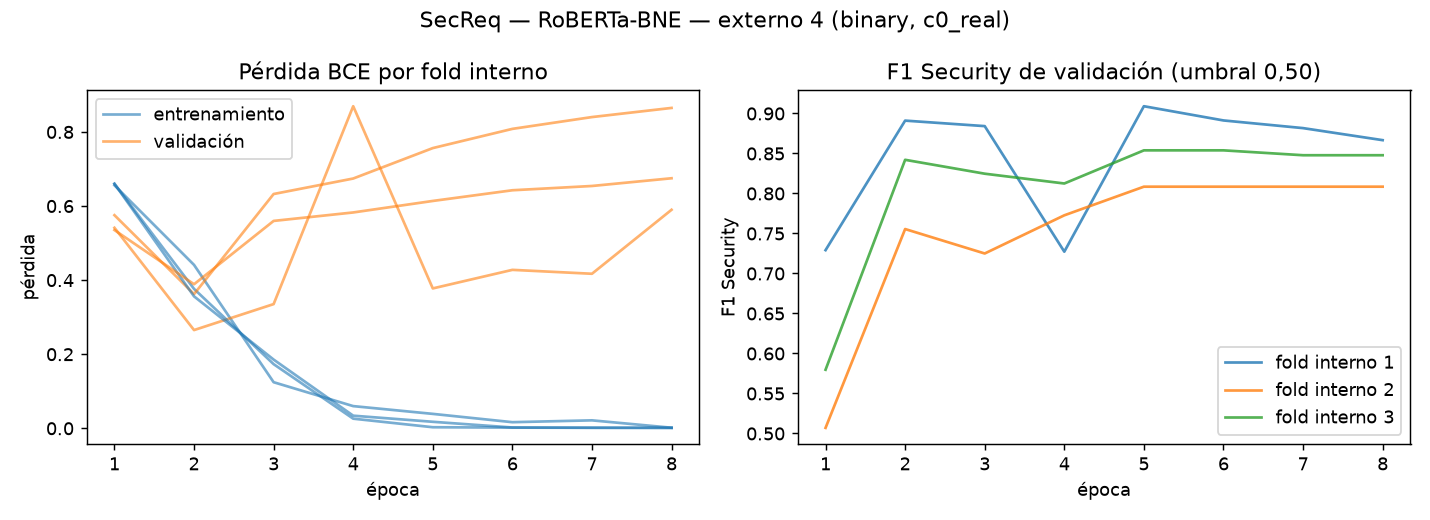 SecReq — RoBERTa-BNE — externo 4 (binary, c0_real)
Pérdida BCE por fold interno
entrenamiento
validación
pérdida
0.8
0.6
0.4
0.2
0.0
1 2 3 4 5 6 7 8
época
F1 Security de validación (umbral 0,50)
F1 Security
0.90
0.85
0.80
0.75
0.70
0.65
0.60
0.55
0.50
fold interno 1
fold interno 2
fold interno 3
1 2 3 4 5 6 7 8
época